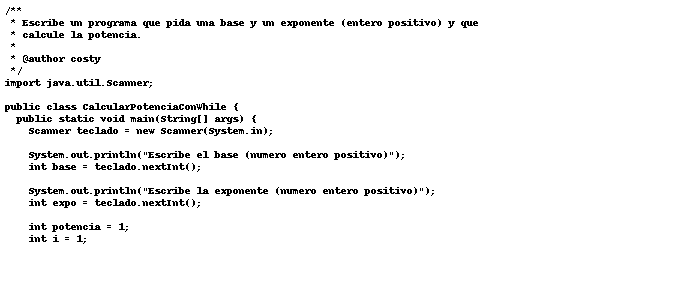 /**
 * Escribe un programa que pida una base y un exponente (entero positivo) y que
 * calcule la potencia.
 *
 * @author costy
 */
import java.util.Scanner;
public class CalcularPotenciaConWhile {
  public static void main(String[] args) {
    Scanner teclado = new Scanner(System.in);
    System.out.println("Escribe el base (numero entero positivo)");
    int base = teclado.nextInt();
    System.out.println("Escribe la exponente (numero entero positivo)");
    int expo = teclado.nextInt();
    int potencia = 1;
    int i = 1;